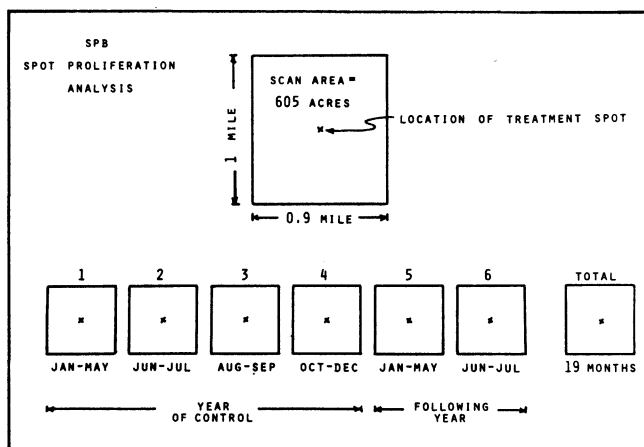 SPB
SPOT PROLIFERATION
ANALYSIS
SCAN AREA=
605 ACRES
LOCATION OF TREATMENT SPOT
1 MILE
0.9 MILE
1 2 3 4 5 6 TOTAL
JAN-MAY JUN-JUL AUG-SEP OCT-DEC JAN-MAY JUN-JUL 19 MONTHS
YEAR
OF CONTROL
FOLLOWING
YEAR